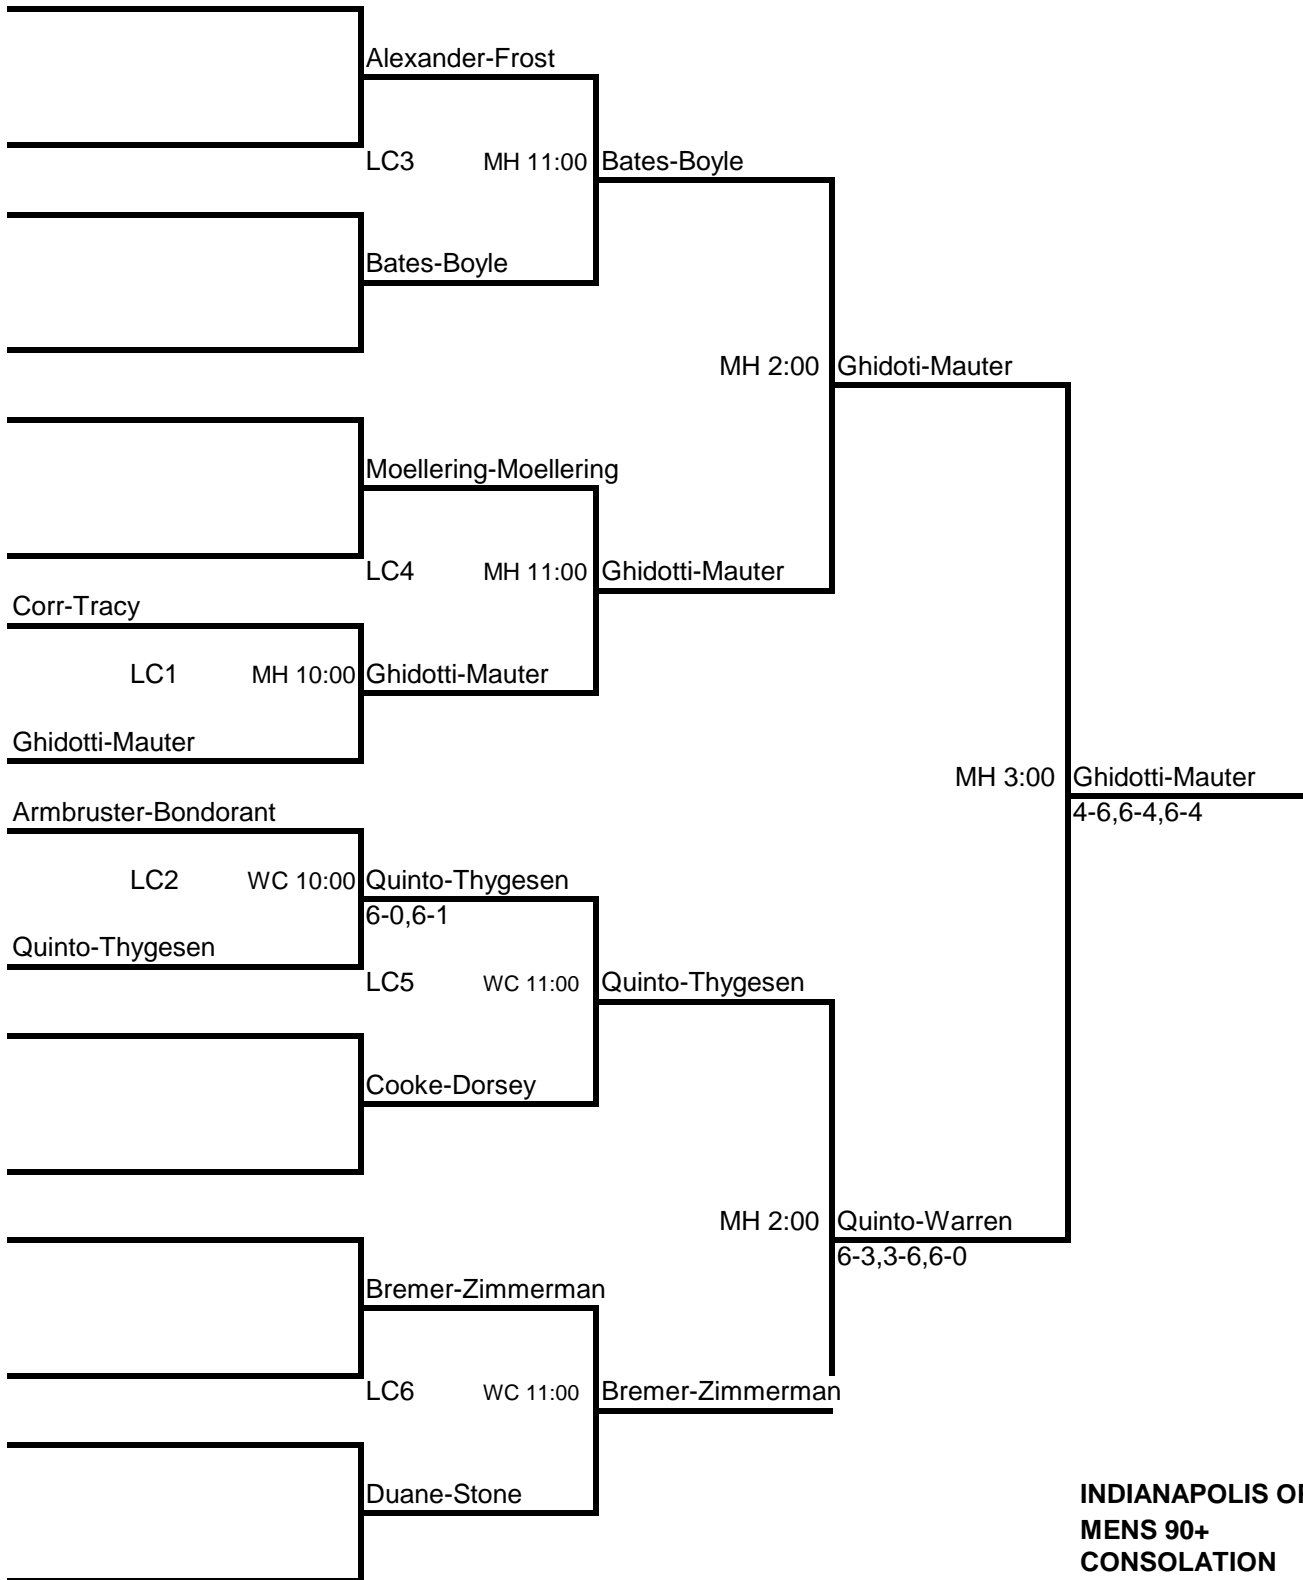 Alexander-Frost
LC3 MH 11:00 Bates-Boyle
Bates-Boyle
MH 2:00 Ghidoti-Mauter
Moellering-Moellering
LC4 MH 11:00 Ghidotti-Mauter
Corr-Tracy
LC1 MH 10:00 Ghidotti-Mauter
Ghidotti-Mauter
MH 3:00 Ghidotti-Mauter
4-6,6-4,6-4
Armbruster-Bondorant
LC2 WC 10:00 Quinto-Thygesen
6-0,6-1
Quinto-Thygesen
LC5 WC 11:00 Quinto-Thygesen
Cooke-Dorsey
MH 2:00 Quinto-Warren
6-3,3-6,6-0
Bremer-Zimmerman
LC6 WC 11:00 Bremer-Zimmerman
Duane-Stone
INDIANAPOLIS
MENS 90+
CONSOLATION